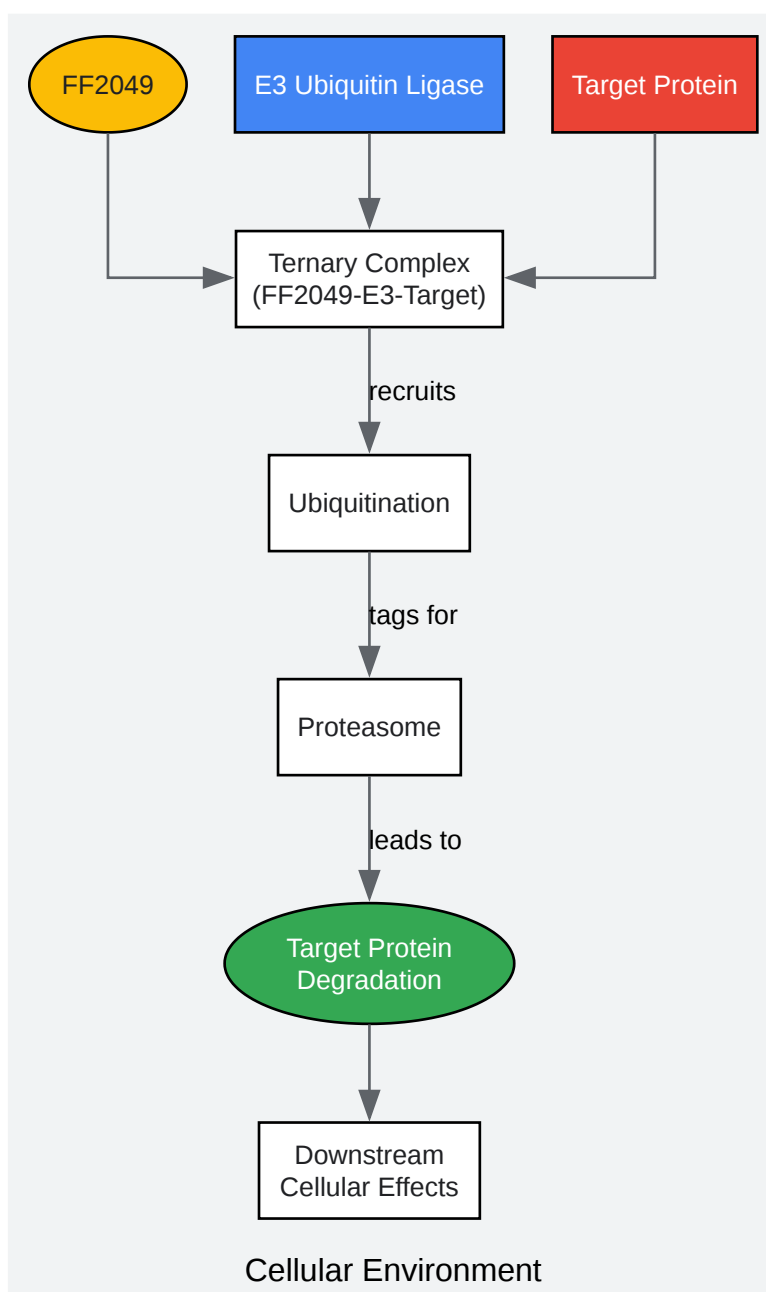 FF2049
E3 Ubiquitin Ligase
Target Protein
Ternary Complex
(FF2049-E3-Target)
recruits
Ubiquitination
tags for
Proteasome
leads to
Target Protein
Degradation
Downstream
Cellular Effects
Cellular Environment